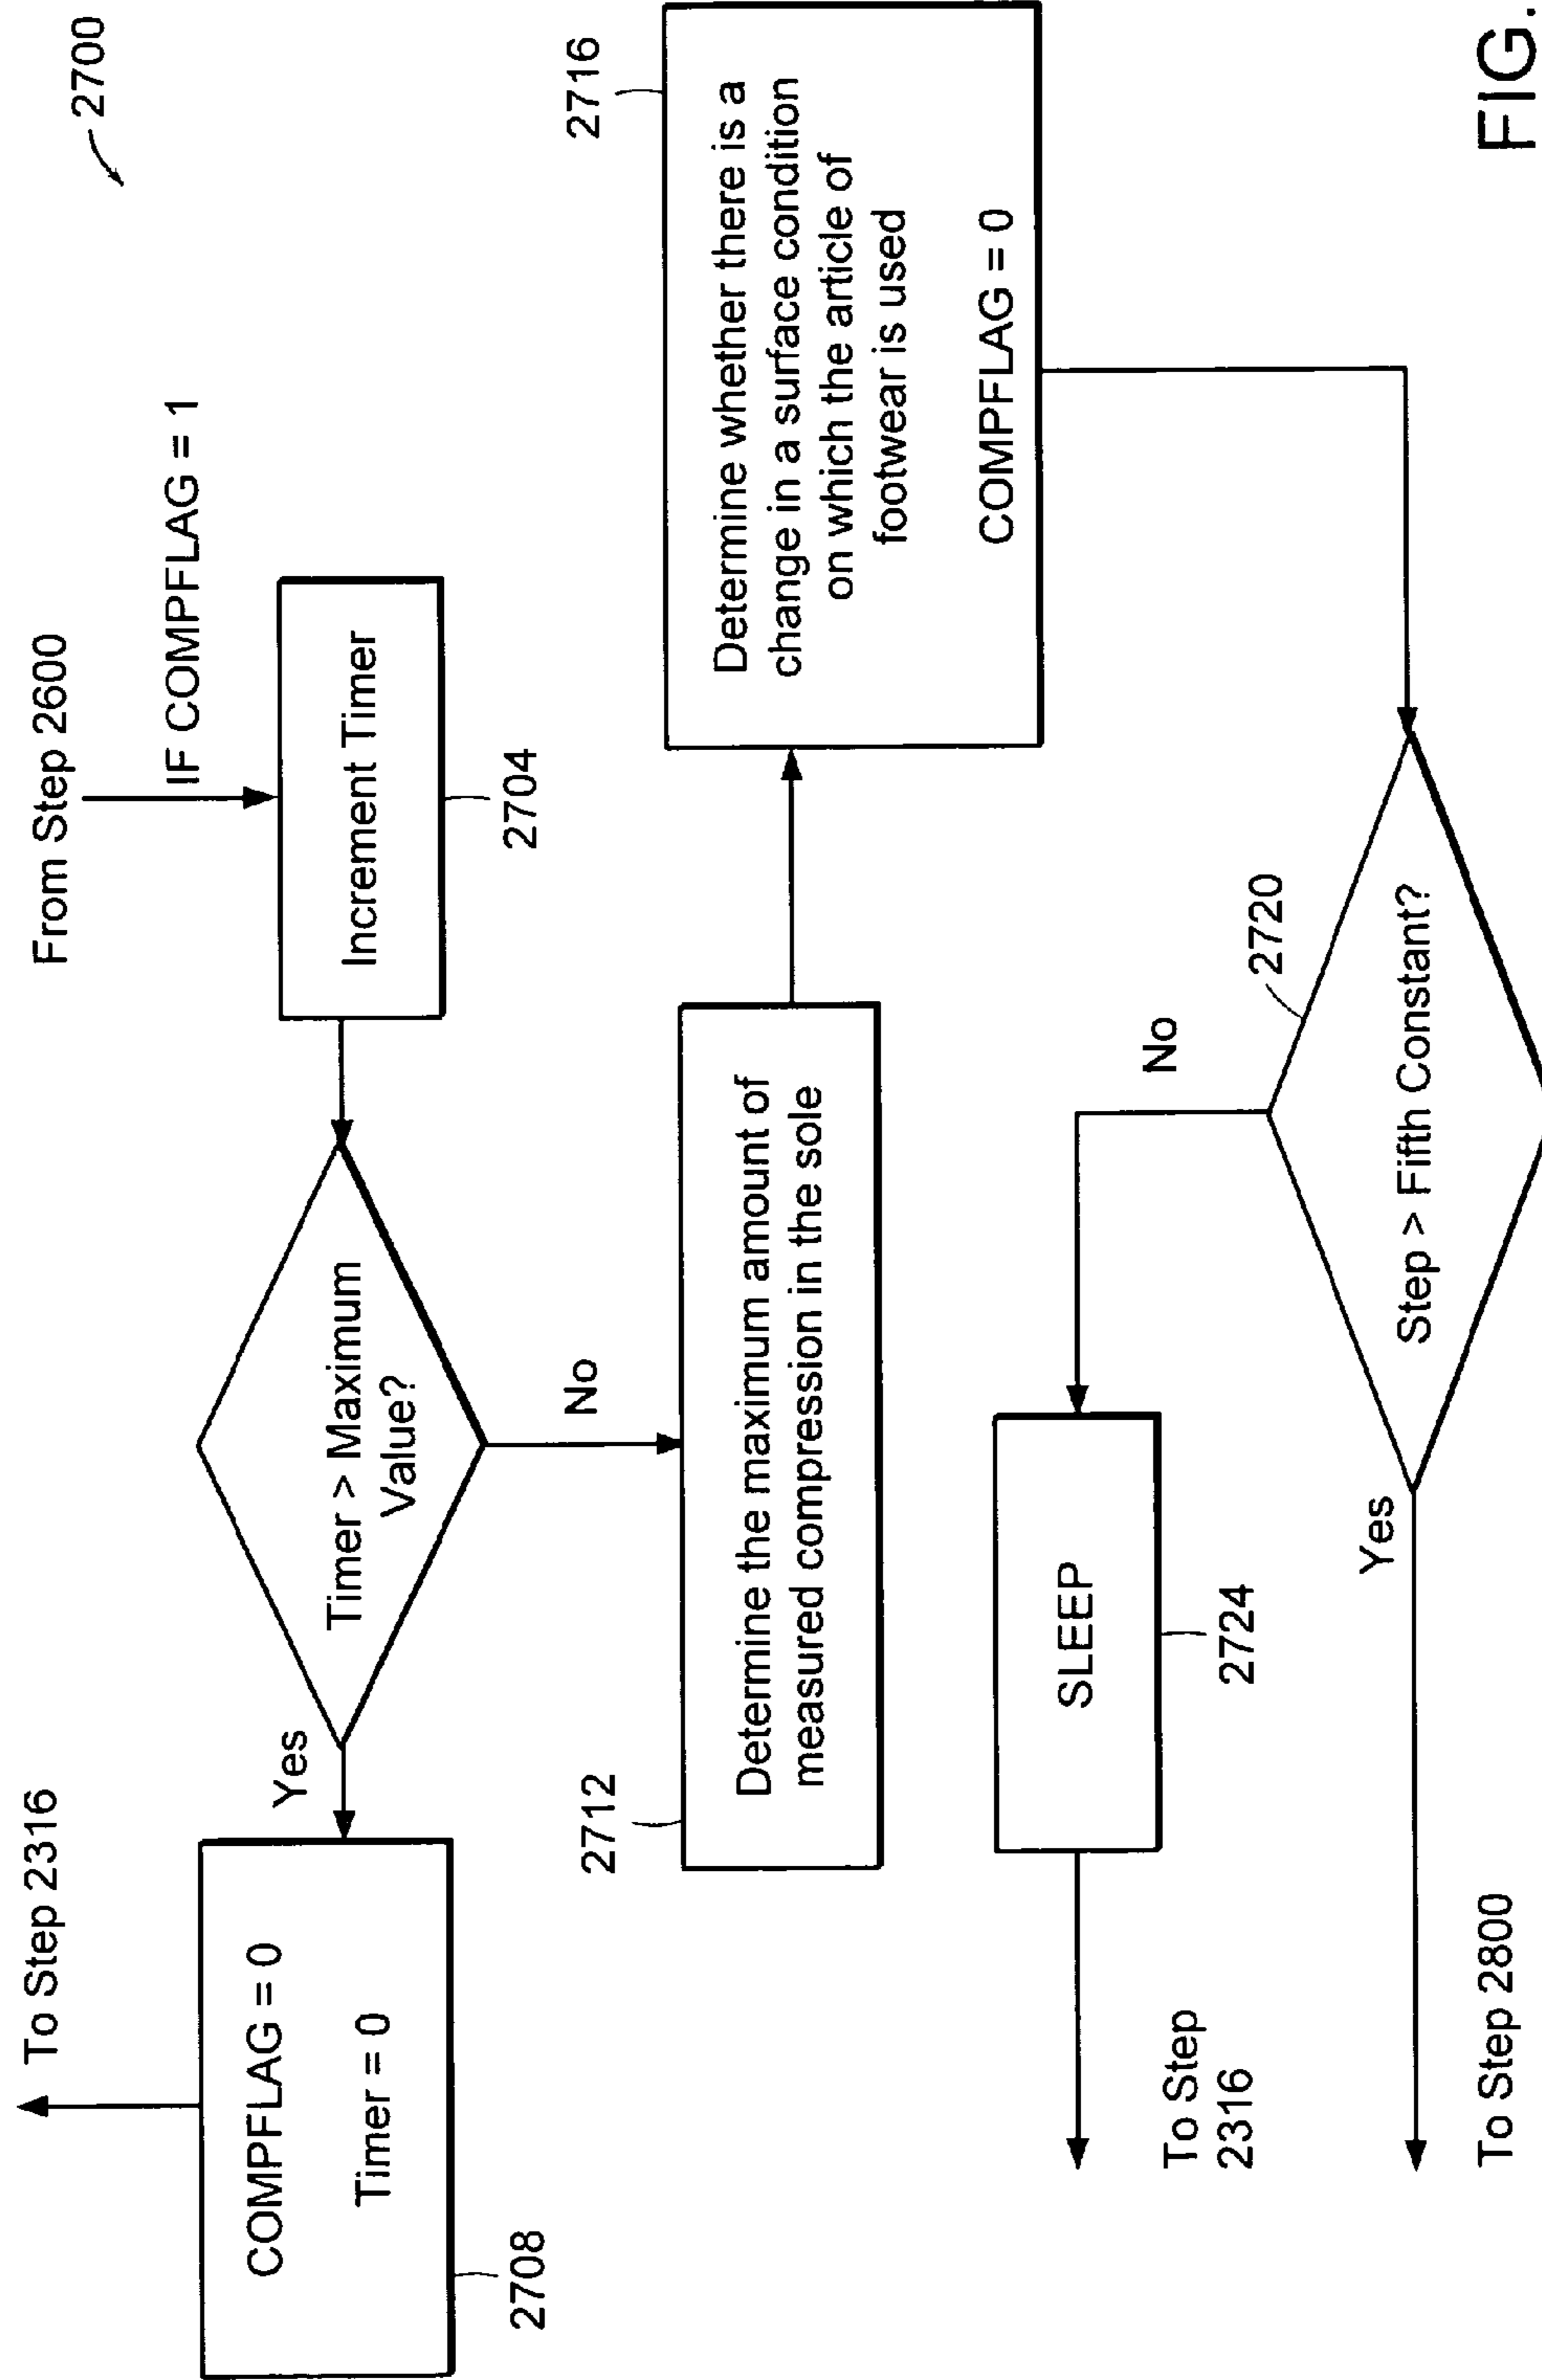 2700
From Step 2600
IF COMPFLAG = 1
Increment Timer
2704
Timer > Maximum
Value?
Yes
To Step 2316
COMPFLAG = 0
Timer = 0
2708
No
2712
Determine the maximum amount of
measured compression in the sole
2716
Determine whether there is a
change in a surface condition
on which the article of
footwear is used
COMPFLAG = 0
2720
Step > Fifth Constant?
No
SLEEP
2724
To Step
2316
Yes
To Step 2800
FIG.